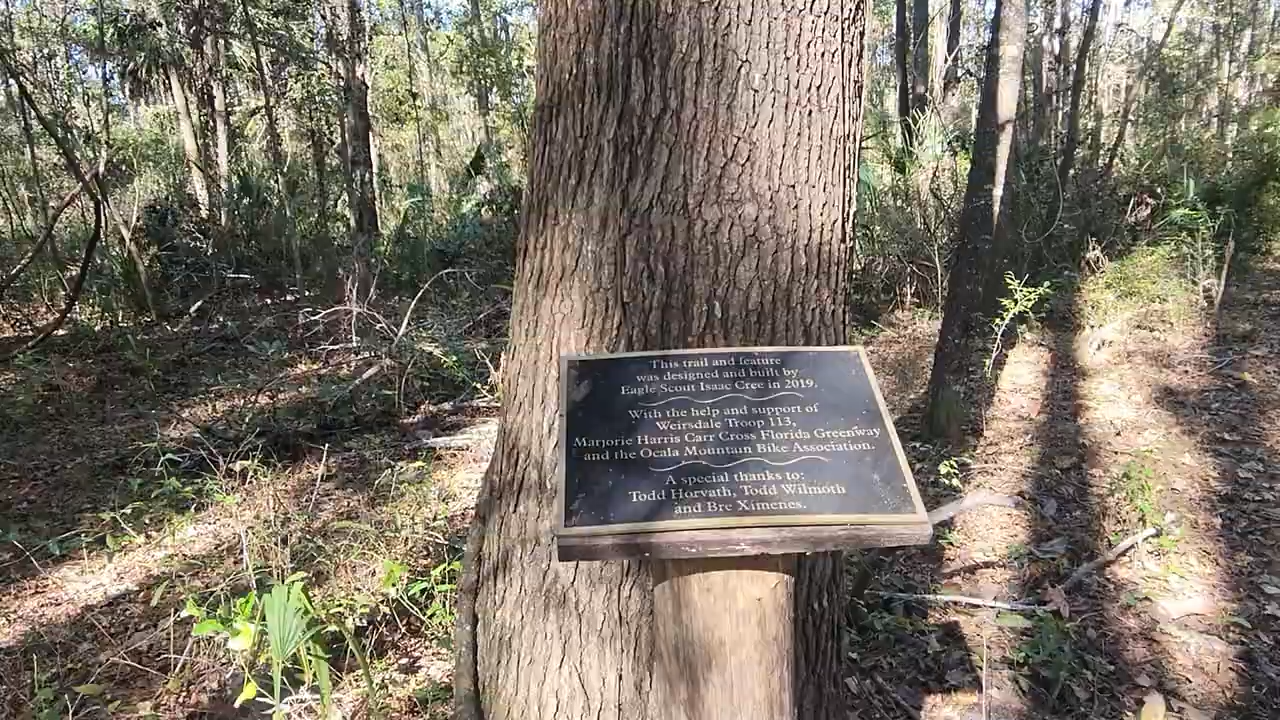 This trail and feature
was designed and built by
Eagle Scout Isaac Cree in 2019.
With the help and support of
Weirsdale Troop 113,
Marjorie Harris Carr Cross Florida Greenway
and the Ocala Mountain Bike Association.
A special thanks to:
Todd Horvath, Todd Wilmoth
and Bre Ximenes.